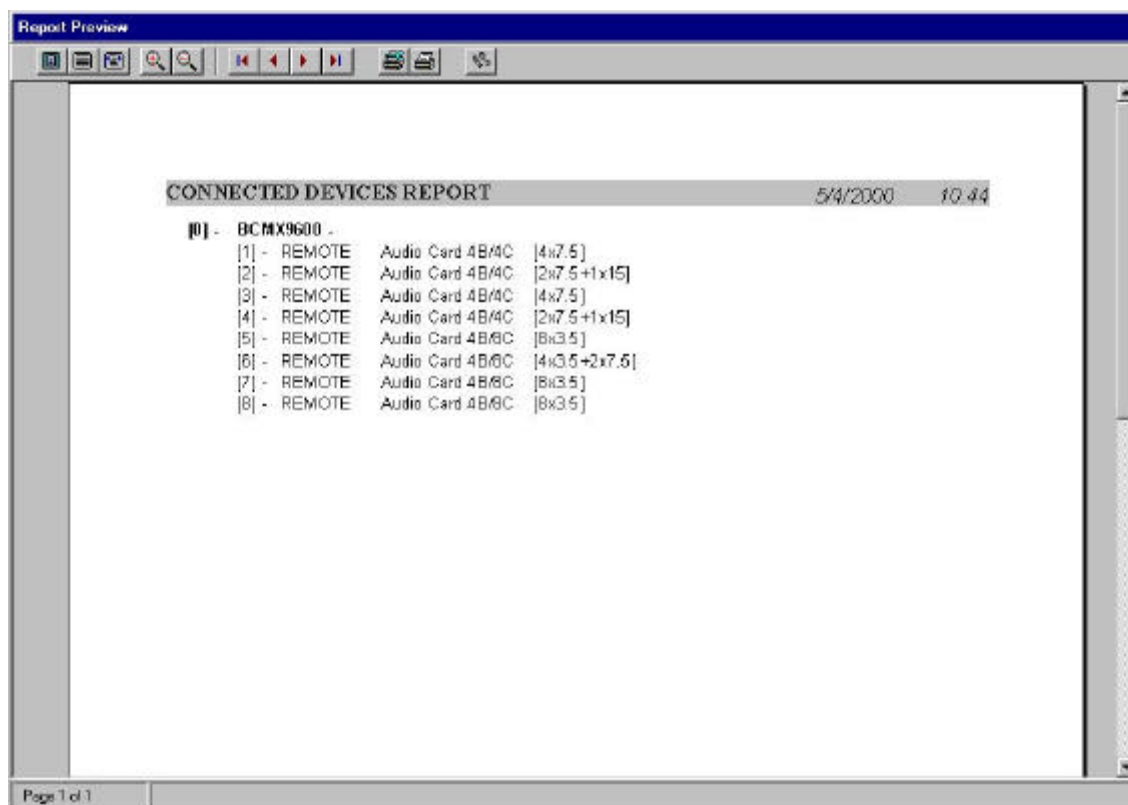 Report Preview
CONNECTED DEVICES REPORT 5/4/2000 10 44
[0] - BCMX9600 -
[1] - REMOTE Audio Card 4B/4C [4x7.5]
[2] - REMOTE Audio Card 4B/4C [2x7.5+1x15]
[3] - REMOTE Audio Card 4B/4C [4x7.5]
[4] - REMOTE Audio Card 4B/4C [2x7.5+1x15]
[5] - REMOTE Audio Card 4B/8C [8x3.5]
[6] - REMOTE Audio Card 4B/8C [4x3.5+2x7.5]
[7] - REMOTE Audio Card 4B/8C [8x3.5]
[8] - REMOTE Audio Card 4B/8C [8x3.5]
Page 1 of 1